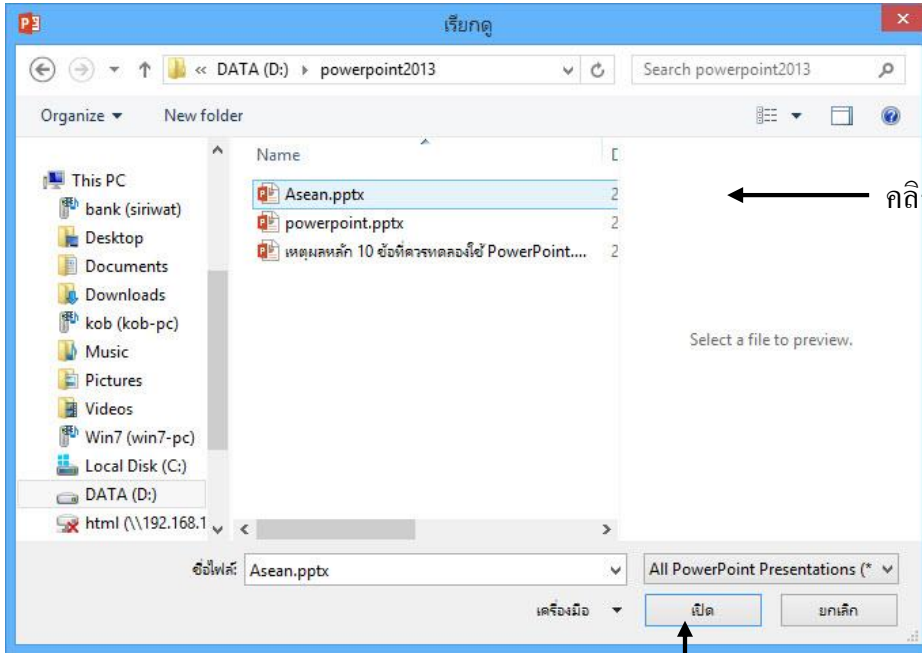 เรียกดู
« DATA (D:) powerpoint2013
Search powerpoint2013
Organize New folder
Name
This PC
bank (siriwat)
Desktop
Documents
Downloads
kob (kob-pc)
Music
Pictures
Videos
Win7 (win7-pc)
Local Disk (C:)
DATA (D:)
html (\\192.168.1
Asean.pptx 2
powerpoint.pptx 2
เหตุผลหลัก 10 ข้อที่ควรทดลองใช้ PowerPoint.... 2
Select a file to preview.
ชื่อไฟล์: Asean.pptx
All PowerPoint Presentations (*
เครื่องมือ
เปิด
ยกเลิก